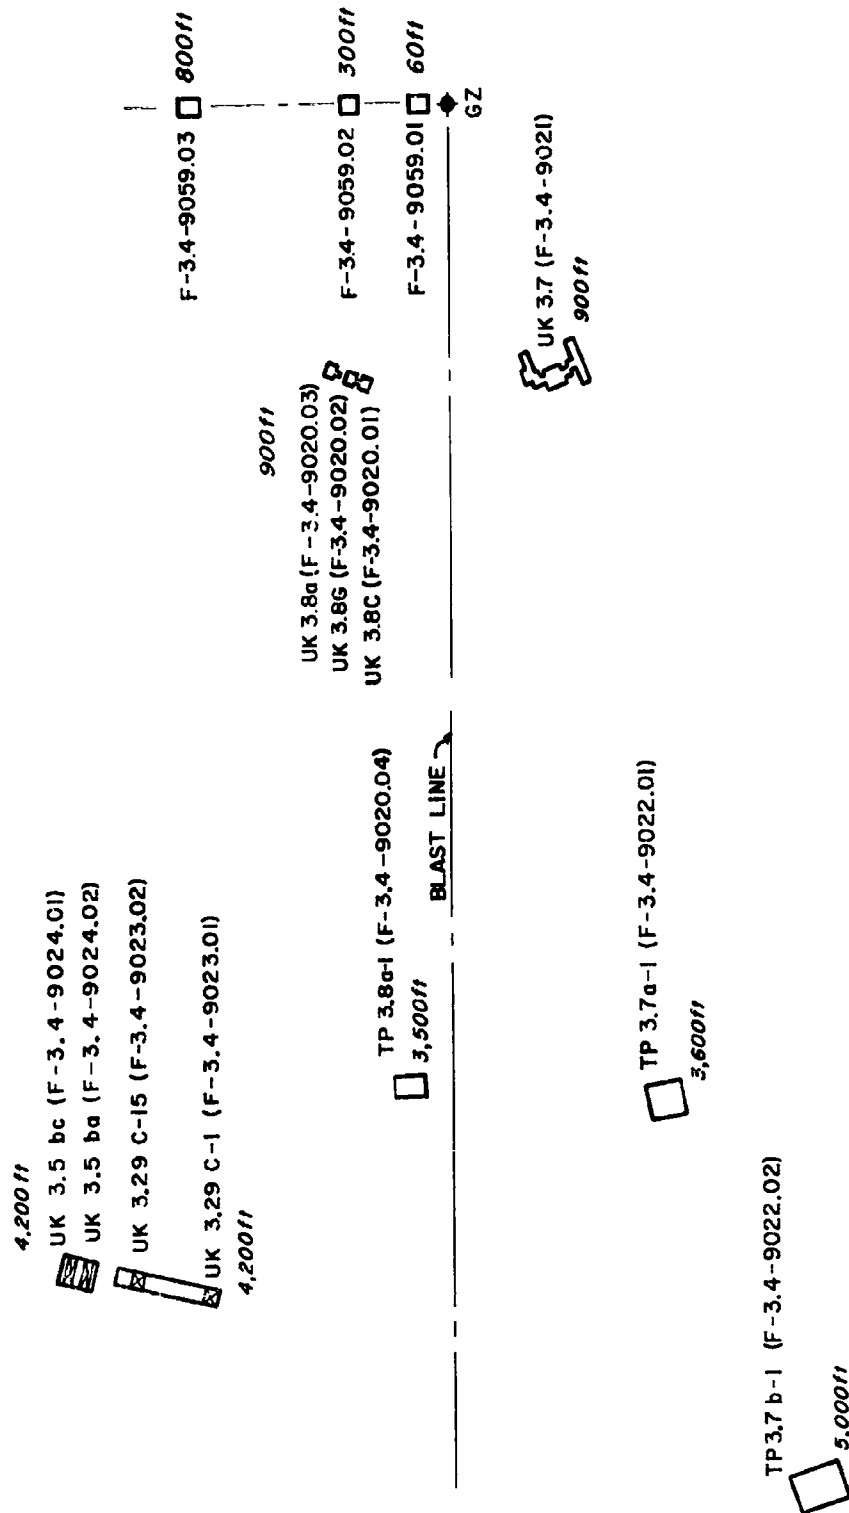 F-3.4-9059.03
800ft
F-3.4-9059.02
300ft
F-3.4-9059.01
60ft
GZ
900ft
UK 3.8a (F-3.4-9020.03)
UK 3.8G (F-3.4-9020.02)
UK 3.8C (F-3.4-9020.01)
UK 3.7 (F-3.4-9021)
900ft
TP 3.8a-1 (F-3.4-9020.04)
3,500ft
BLAST LINE
TP 3.7a-1 (F-3.4-9022.01)
3,600ft
4,200ft
UK 3.5 bc (F-3.4-9024.01)
UK 3.5 ba (F-3.4-9024.02)
UK 3.29 C-15 (F-3.4-9023.02)
UK 3.29 C-1 (F-3.4-9023.01)
4,200ft
TP3.7 b-1 (F-3.4-9022.02)
5,000ft